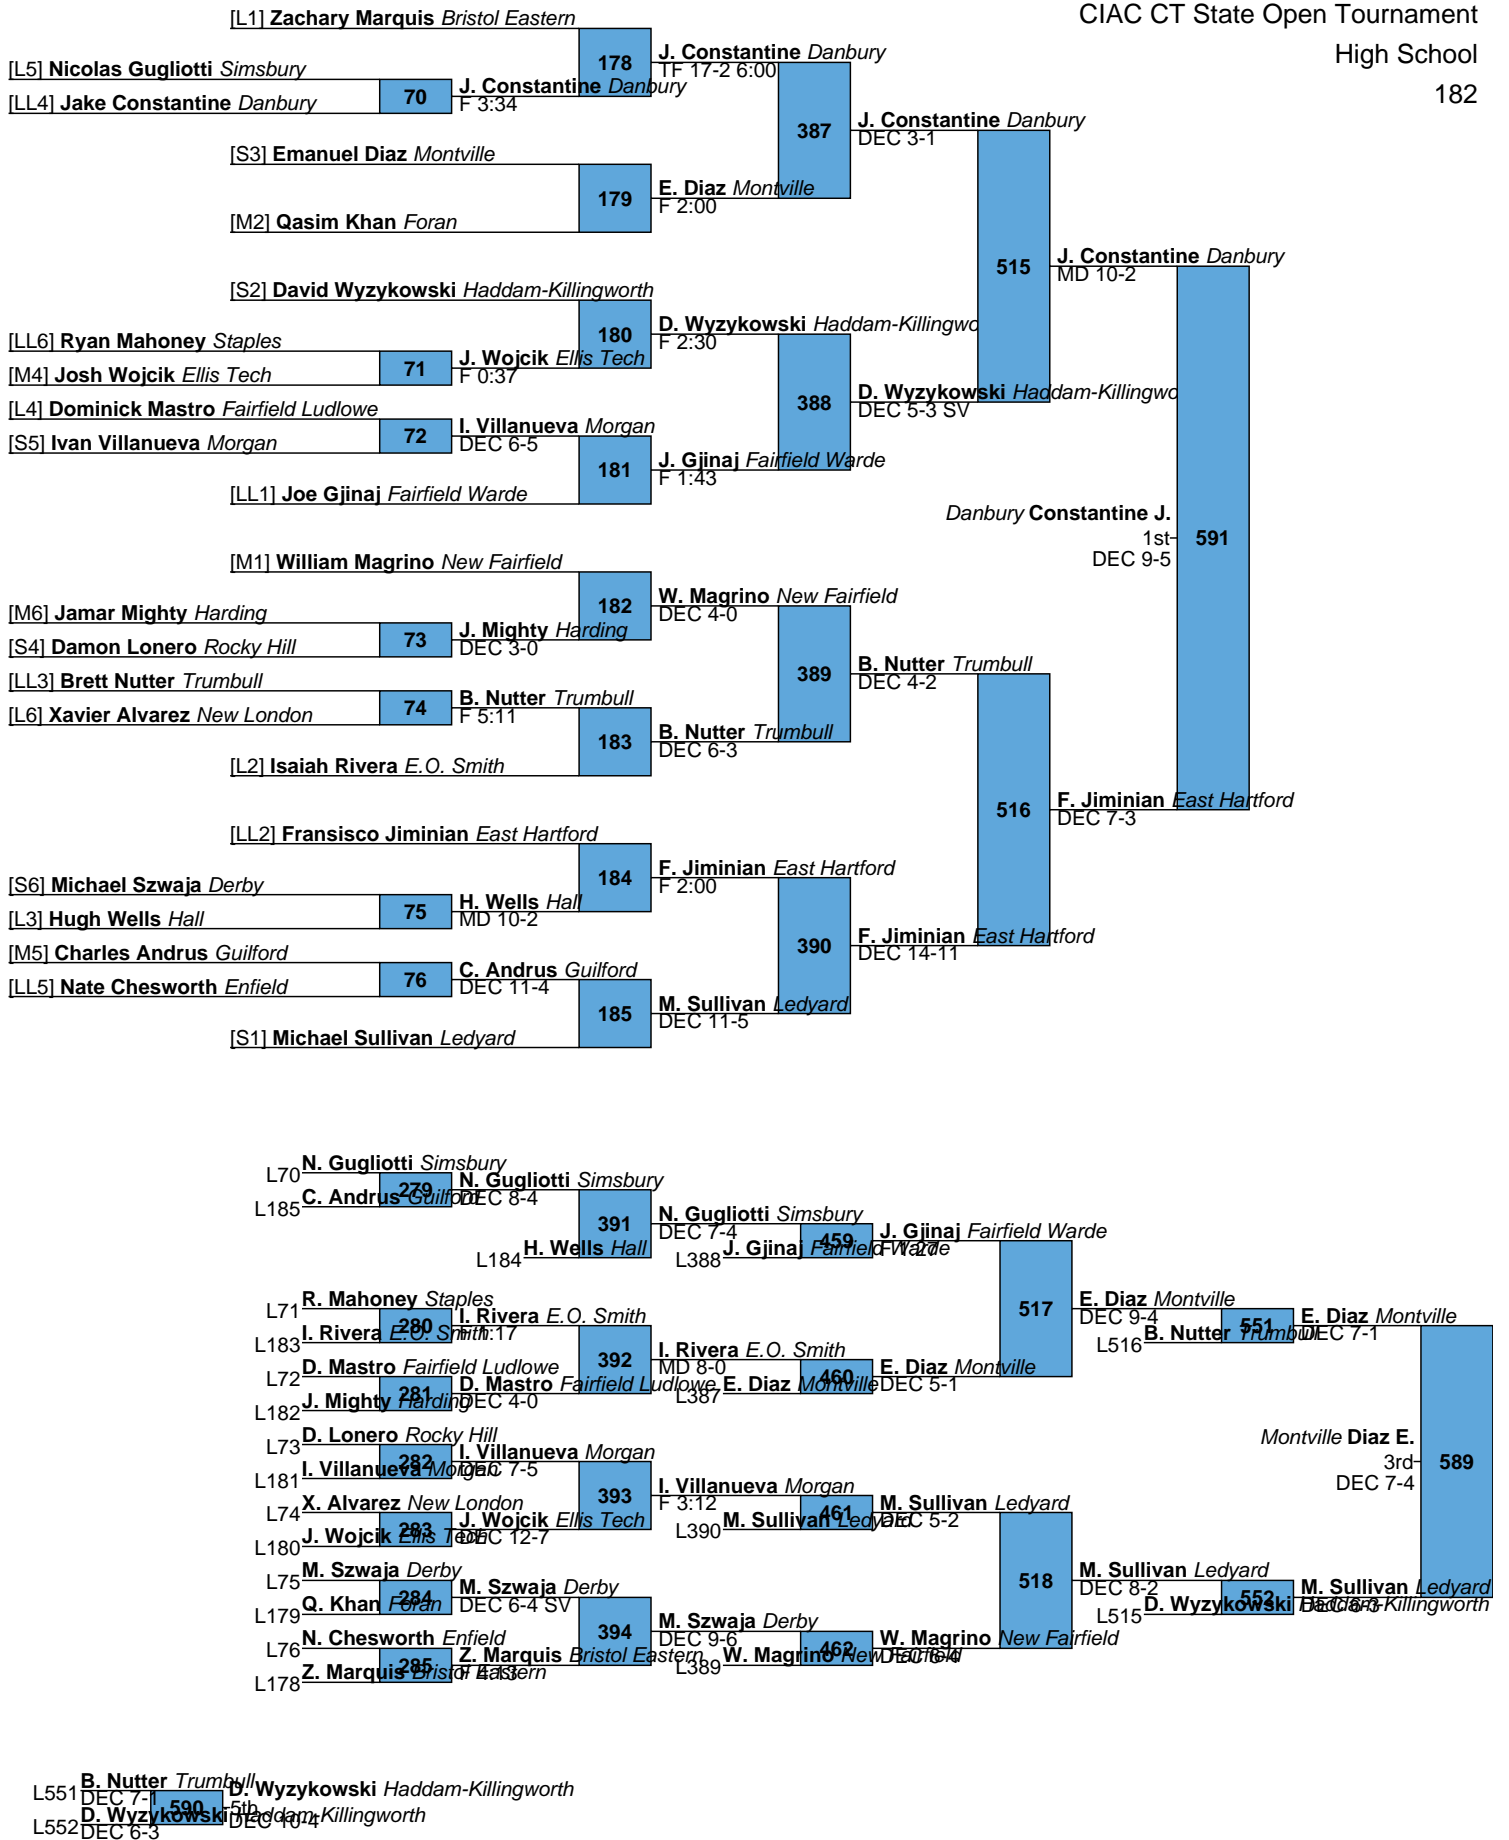 CIAC CT State Open Tournament
High School
182
[L1] Zachary Marquis Bristol Eastern
178
J. Constantine Danbury
TF 17-2 6:00
[L5] Nicolas Gugliotti Simsbury
70
J. Constantine Danbury
F 3:34
[LL4] Jake Constantine Danbury
387
J. Constantine Danbury
DEC 3-1
[S3] Emanuel Diaz Montville
179
E. Diaz Montville
F 2:00
[M2] Qasim Khan Foran
515
J. Constantine Danbury
MD 10-2
[S2] David Wyzykowski Haddam-Killingworth
180
D. Wyzykowski Haddam-Killingwo
F 2:30
[LL6] Ryan Mahoney Staples
71
J. Wojcik Ellis Tech
F 0:37
[M4] Josh Wojcik Ellis Tech
388
D. Wyzykowski Haddam-Killingwo
DEC 5-3 SV
[L4] Dominick Mastro Fairfield Ludlowe
72
I. Villanueva Morgan
DEC 6-5
[S5] Ivan Villanueva Morgan
181
J. Gjinaj Fairfield Warde
F 1:43
[LL1] Joe Gjinaj Fairfield Warde
Danbury Constantine J.
1st
591
DEC 9-5
[M1] William Magrino New Fairfield
182
W. Magrino New Fairfield
DEC 4-0
[M6] Jamar Mighty Harding
73
J. Mighty Harding
DEC 3-0
[S4] Damon Lonero Rocky Hill
389
B. Nutter Trumbull
DEC 4-2
[LL3] Brett Nutter Trumbull
74
B. Nutter Trumbull
F 5:11
[L6] Xavier Alvarez New London
183
B. Nutter Trumbull
DEC 6-3
[L2] Isaiah Rivera E.O. Smith
516
F. Jiminian East Hartford
DEC 7-3
[LL2] Fransisco Jiminian East Hartford
184
F. Jiminian East Hartford
F 2:00
[S6] Michael Szwaja Derby
75
H. Wells Hall
MD 10-2
[L3] Hugh Wells Hall
390
F. Jiminian East Hartford
DEC 14-11
[M5] Charles Andrus Guilford
76
C. Andrus Guilford
DEC 11-4
[LL5] Nate Chesworth Enfield
185
M. Sullivan Ledyard
DEC 11-5
[S1] Michael Sullivan Ledyard
L70 N. Gugliotti Simsbury
279
N. Gugliotti Simsbury
DEC 8-4
L185 C. Andrus Guilford
391
N. Gugliotti Simsbury
DEC 7-4
L184 H. Wells Hall
459
J. Gjinaj Fairfield Warde
F 1:27
L388 J. Gjinaj Fairfield Warde
L71 R. Mahoney Staples
280
I. Rivera E.O. Smith
F 1:17
L183 I. Rivera E.O. Smith
392
I. Rivera E.O. Smith
MD 8-0
L72 D. Mastro Fairfield Ludlowe
281
D. Mastro Fairfield Ludlowe
DEC 4-0
L182 J. Mighty Harding
460
E. Diaz Montville
DEC 5-1
L387 E. Diaz Montville
517
E. Diaz Montville
DEC 9-4
551
E. Diaz Montville
DEC 7-1
L516 B. Nutter Trumbull
L73 D. Lonero Rocky Hill
282
I. Villanueva Morgan
DEC 7-5
L181 I. Villanueva Morgan
393
I. Villanueva Morgan
F 3:12
L74 X. Alvarez New London
283
J. Wojcik Ellis Tech
DEC 12-7
L180 J. Wojcik Ellis Tech
461
M. Sullivan Ledyard
DEC 5-2
L390 M. Sullivan Ledyard
Montville Diaz E.
3rd
589
DEC 7-4
L75 M. Szwaja Derby
284
M. Szwaja Derby
DEC 6-4 SV
L179 Q. Khan Foran
394
M. Szwaja Derby
DEC 9-6
L76 N. Chesworth Enfield
285
Z. Marquis Bristol Eastern
F 4:13
L178 Z. Marquis Bristol Eastern
462
W. Magrino New Fairfield
DEC 8-4
L389 W. Magrino New Fairfield
518
M. Sullivan Ledyard
DEC 8-2
552
M. Sullivan Ledyard
DEC 6-3
L515 D. Wyzykowski Haddam-Killingworth
L551 B. Nutter Trumbull
DEC 7-1
590
D. Wyzykowski Haddam-Killingworth
5th
DEC 10-4
L552 D. Wyzykowski Haddam-Killingworth
DEC 6-3